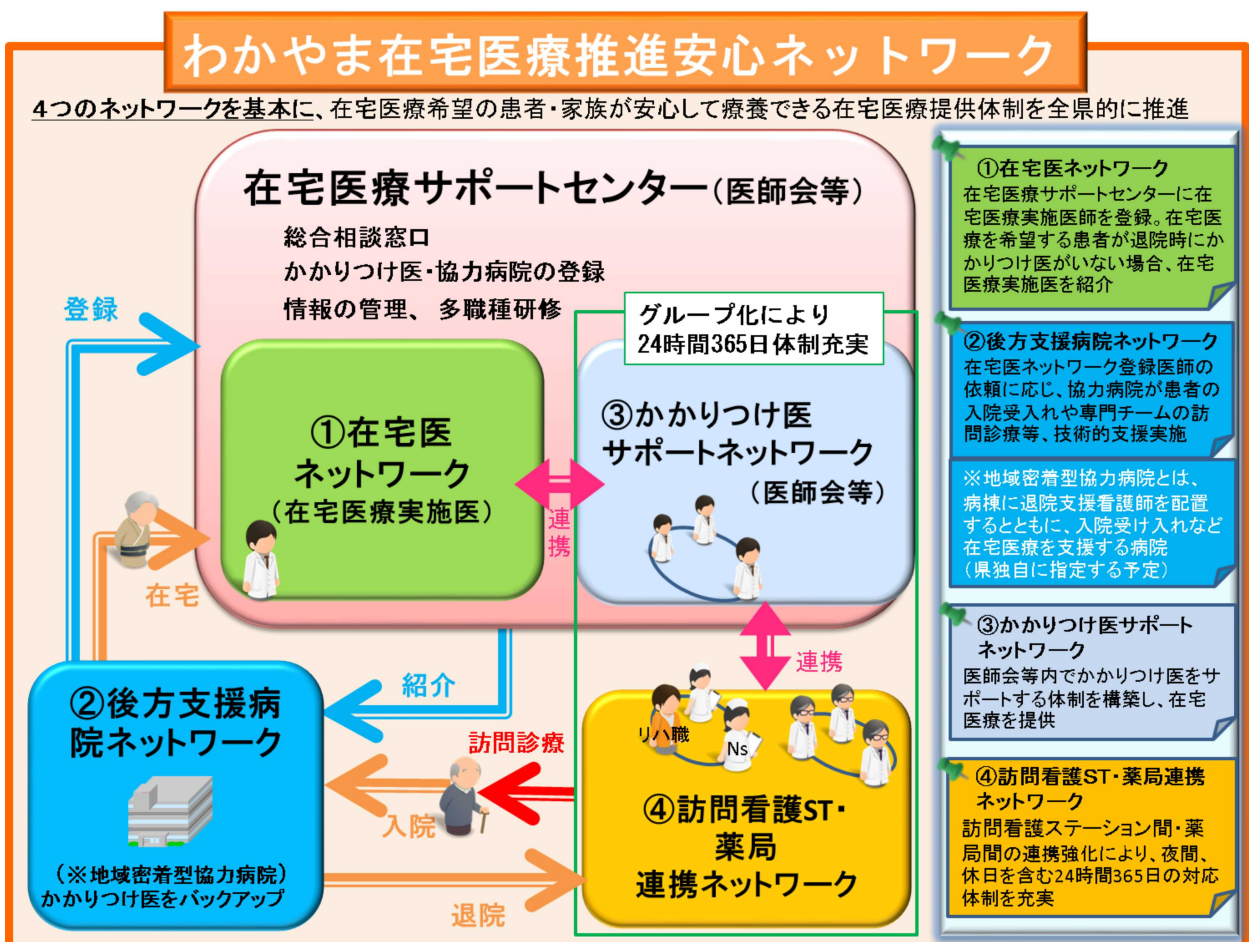 わかやま在宅医療推進安心ネットワーク
4つのネットワークを基本に、在宅医療希望の患者・家族が安心して療養できる在宅医療提供体制を全県的に推進
在宅医療サポートセンター(医師会等)
総合相談窓口
かかりつけ医・協力病院の登録
情報の管理、 多職種研修
グループ化により
24時間365日体制充実
登録
①在宅医
ネットワーク
(在宅医療実施医)
連携
③かかりつけ医
サポートネットワーク
(医師会等)
在宅
紹介
連携
②後方支援病
院ネットワーク
(※地域密着型協力病院)
かかりつけ医をバックアップ
訪問診療
入院
退院
リハ職
Ns
④訪問看護ST・
薬局
連携ネットワーク
①在宅医ネットワーク
在宅医療サポートセンターに在
宅医療実施医師を登録。在宅医
療を希望する患者が退院時にか
かりつけ医がいない場合、在宅
医療実施医を紹介
②後方支援病院ネットワーク
在宅医ネットワーク登録医師の
依頼に応じ、協力病院が患者の
入院受入れや専門チームの訪
問診療等、技術的支援実施
※地域密着型協力病院とは、
病棟に退院支援看護師を配置
するとともに、入院受け入れなど
在宅医療を支援する病院
(県独自に指定する予定)
③かかりつけ医サポート
ネットワーク
医師会等内でかかりつけ医をサ
ポートする体制を構築し、在宅
医療を提供
④訪問看護ST・薬局連携
ネットワーク
訪問看護ステーション間・薬
局間の連携強化により、夜間、
休日を含む24時間365日の対応
体制を充実